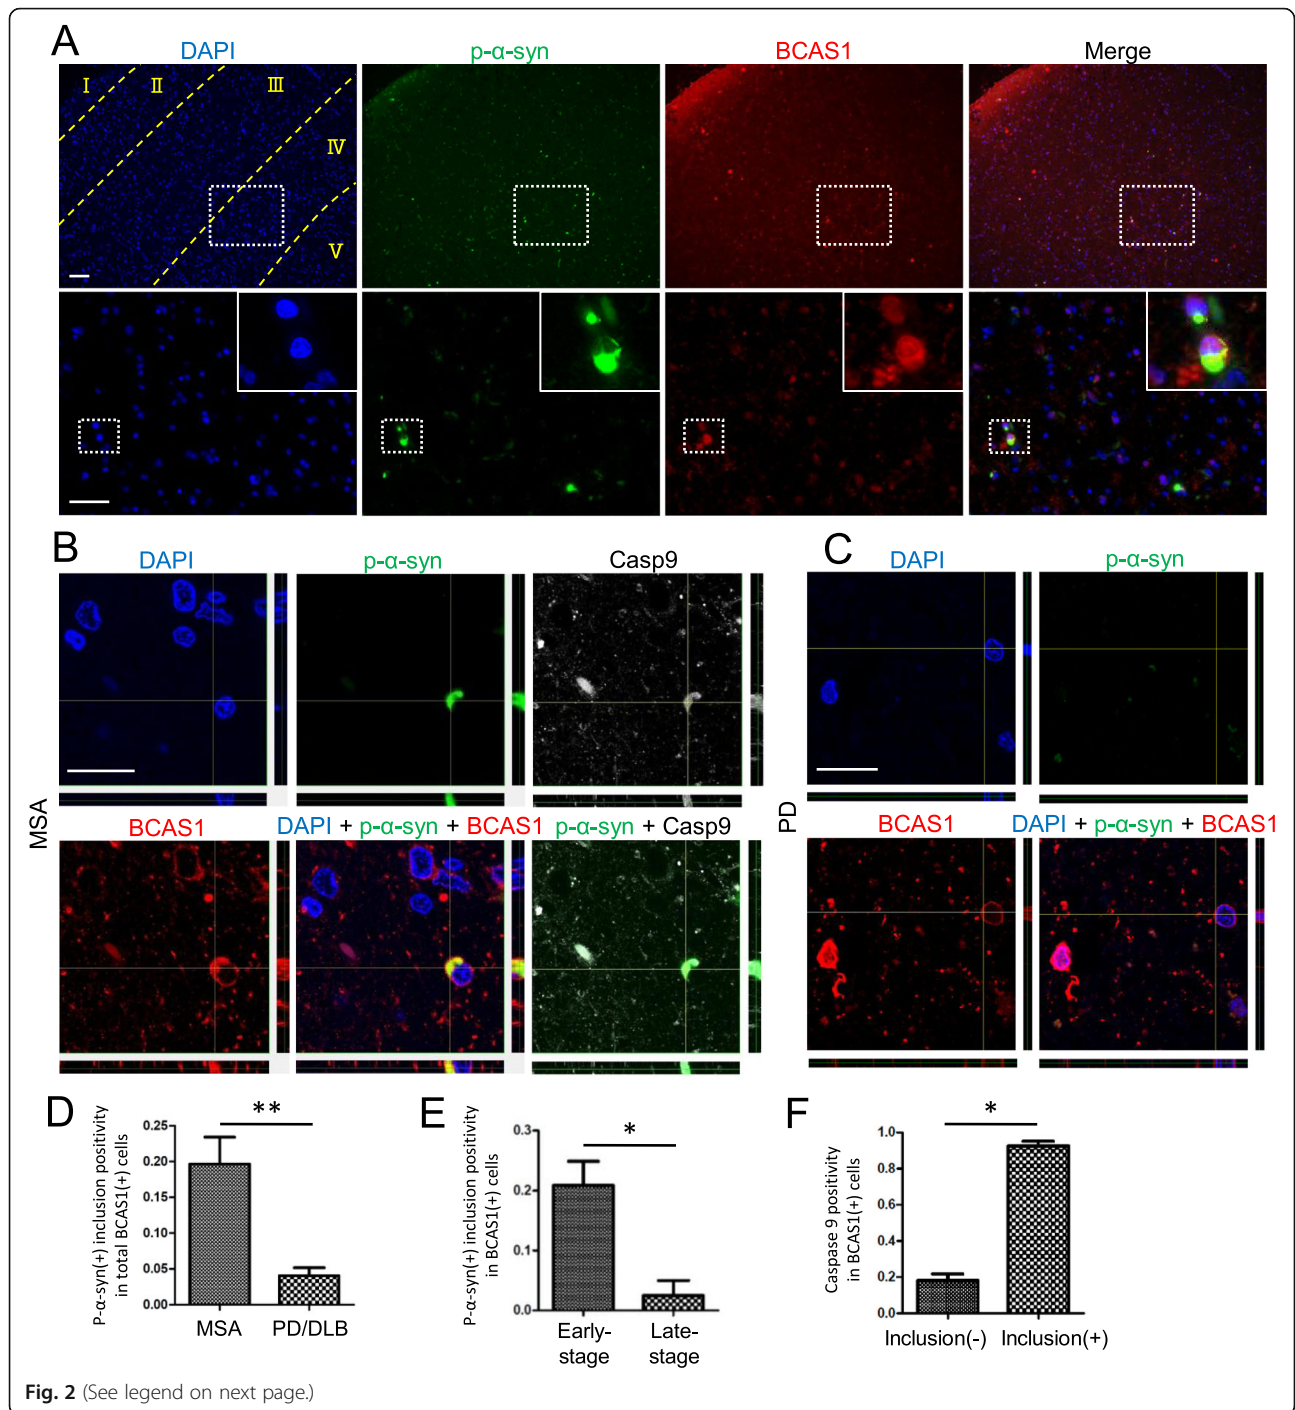 A
DAPI
p-α-syn
BCAS1
Merge
I
II
III
IV
V
B
DAPI
p-α-syn
Casp9
MSA
BCAS1
DAPI + p-α-syn + BCAS1
p-α-syn + Casp9
C
DAPI
p-α-syn
PD
BCAS1
DAPI + p-α-syn + BCAS1
D
P-α-syn(+) inclusion positivity
in total BCAS1(+) cells
0.25
0.20
0.15
0.10
0.05
0.00
**
MSA
PD/DLB
E
P-α-syn(+) inclusion positivity
in BCAS1(+) cells
0.3
0.2
0.1
0.0
*
Early-
stage
Late-
stage
F
Caspase 9 positivity
in BCAS1(+) cells
1.0
0.8
0.6
0.4
0.2
0.0
*
Inclusion(-)
Inclusion(+)
Fig. 2 (See legend on next page.)